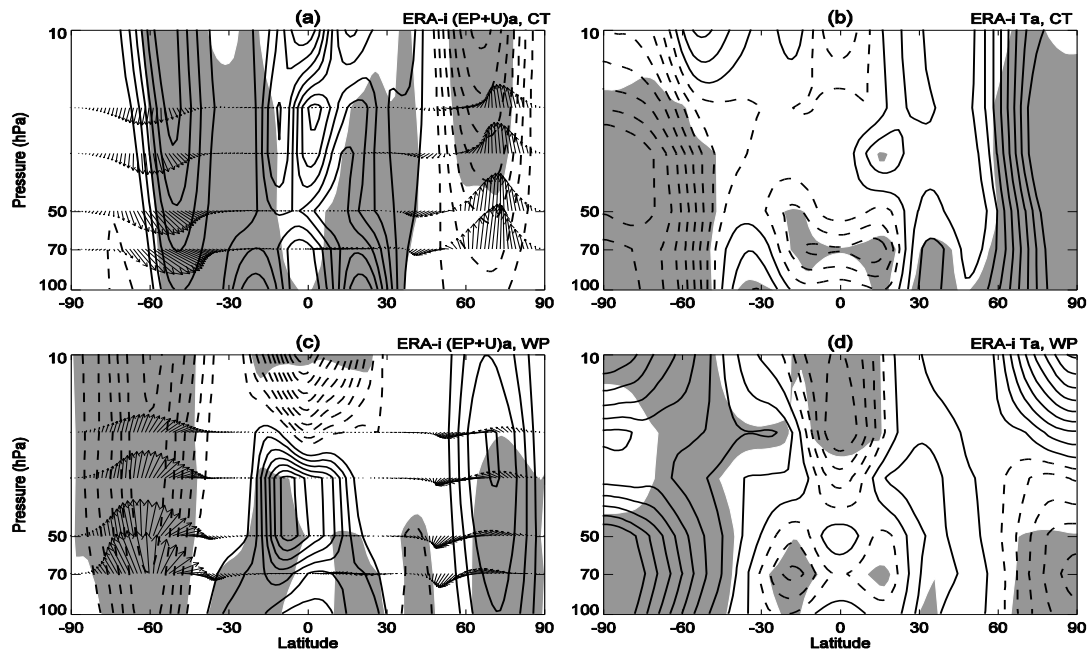 (a)
ERA-i (EP+U)a, CT
(b)
ERA-i Ta, CT
10
50
70
100
Pressure (hPa)
-90 -60 -30 0 30 60 90
10
50
70
100
-90 -60 -30 0 30 60 90
(c)
ERA-i (EP+U)a, WP
(d)
ERA-i Ta, WP
10
50
70
100
Pressure (hPa)
-90 -60 -30 0 30 60 90
Latitude
10
50
70
100
-90 -60 -30 0 30 60 90
Latitude